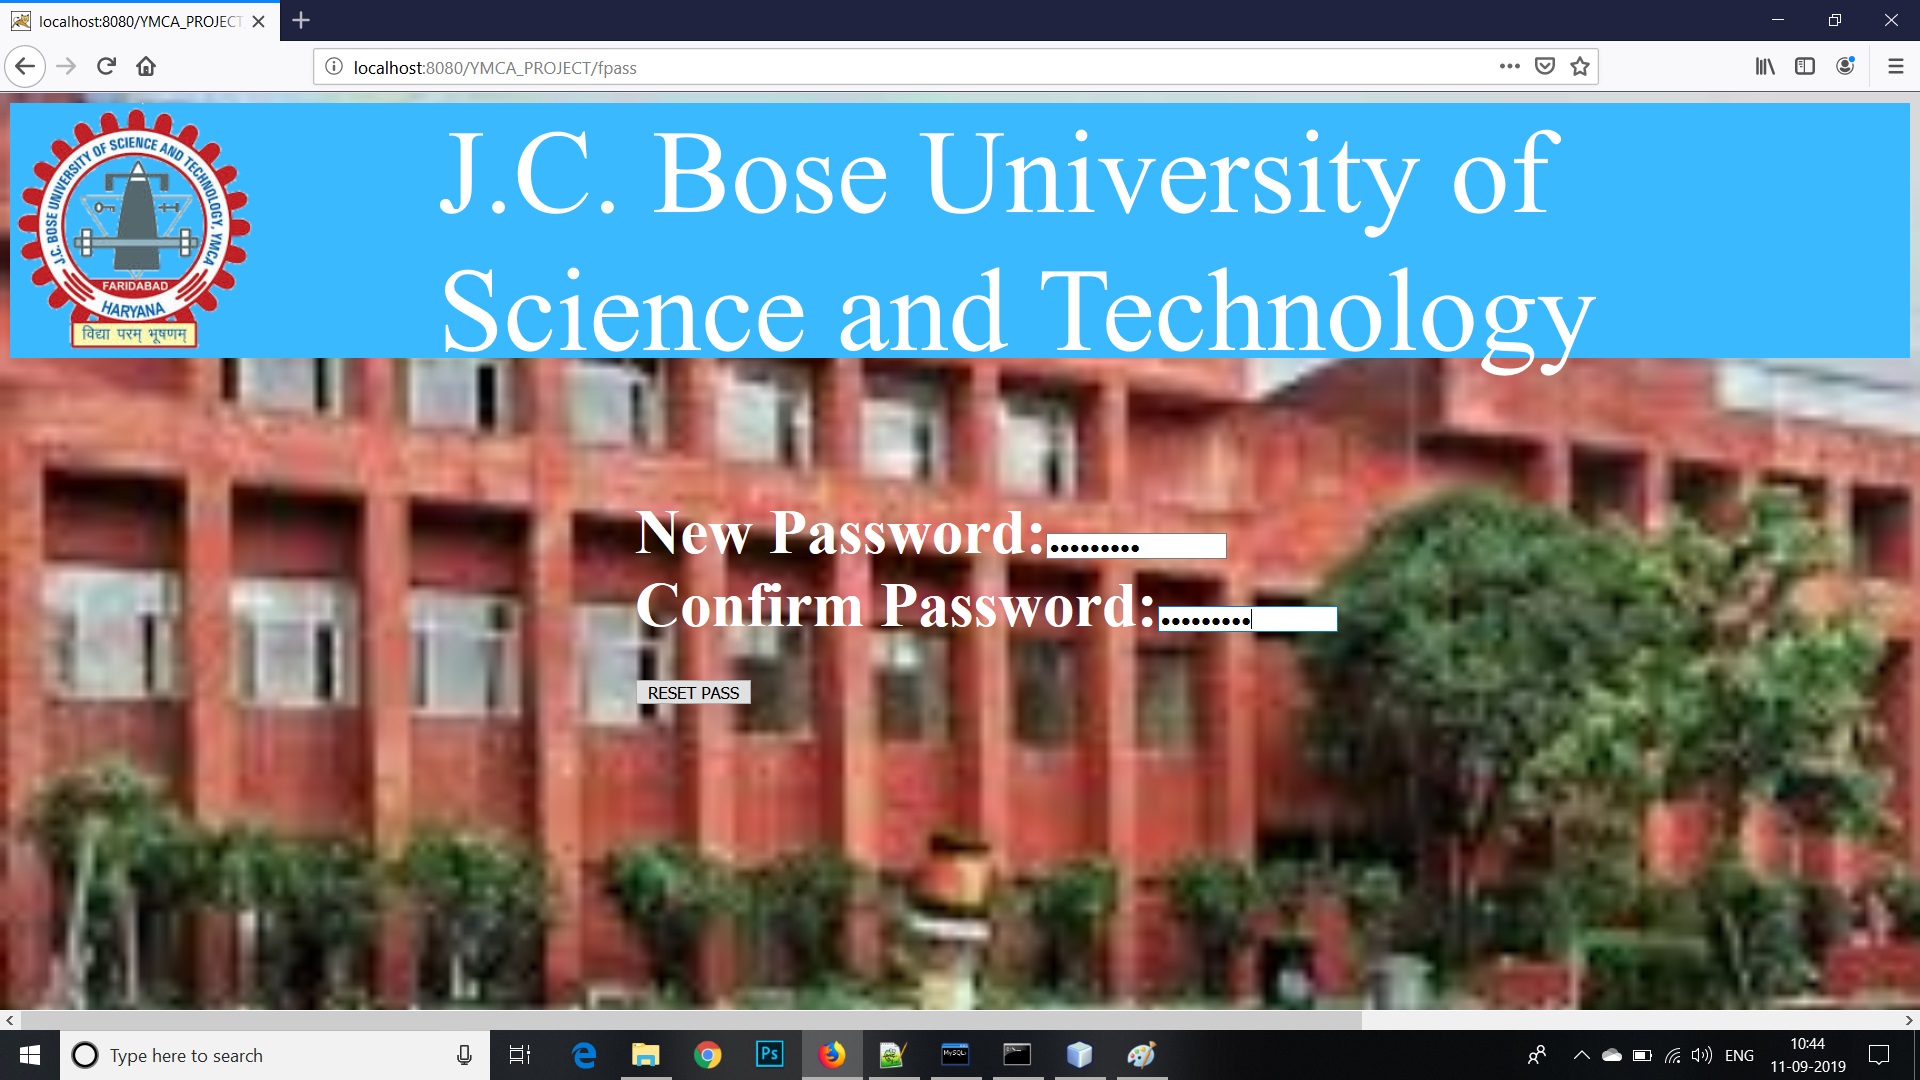 localhost:8080/YMCA_PROJECT
localhost:8080/YMCA_PROJECT/fpass
J.C. BOSE UNIVERSITY OF SCIENCE AND TECHNOLOGY, YMCA
FARIDABAD
HARYANA
विद्या परम् भूषणम्
J.C. Bose University of
Science and Technology
New Password:•••••••••
Confirm Password:•••••••••
RESET PASS
Type here to search
Ps
MySQL
ENG
10:44
11-09-2019